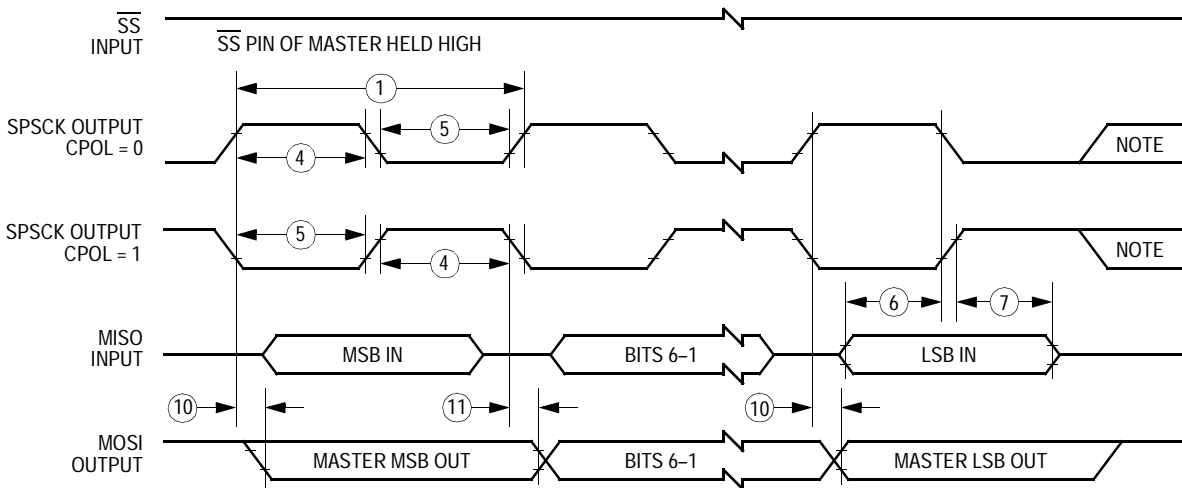 SS
INPUT
SS PIN OF MASTER HELD HIGH
1
SPSCK OUTPUT
CPOL = 0
5
4
NOTE
SPSCK OUTPUT
CPOL = 1
5
4
NOTE
6
7
MISO
INPUT
MSB IN
BITS 6–1
LSB IN
10
11
10
MOSI
OUTPUT
MASTER MSB OUT
BITS 6–1
MASTER LSB OUT